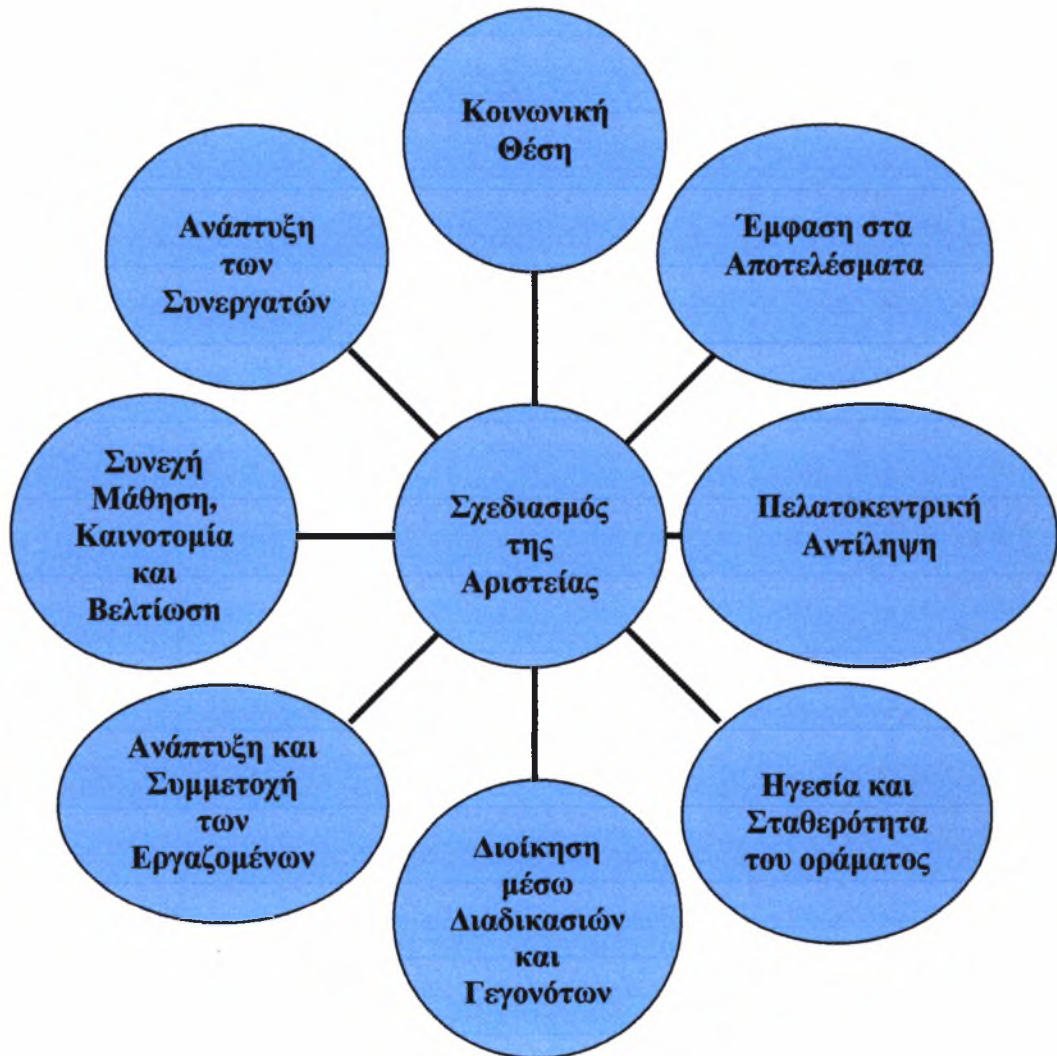 Κοινωνική
Θέση
Έμφαση στα
Αποτελέσματα
Πελατοκεντρική
Αντίληψη
Ηγεσία και
Σταθερότητα
του οράματος
Διοίκηση
μέσω
Διαδικασιών
και
Γεγονότων
Ανάπτυξη και
Συμμετοχή
των
Εργαζομένων
Συνεχή
Μάθηση,
Καινοτομία
και
Βελτίωση
Ανάπτυξη
των
Συνεργατών
Σχεδιασμός
της
Αριστείας